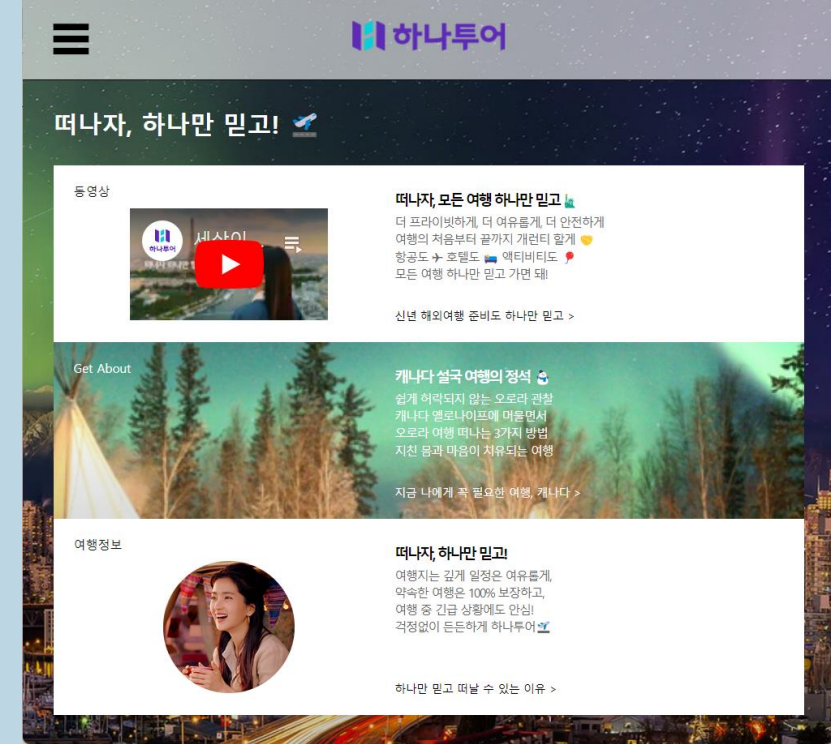 하나투어
떠나자, 하나만 믿고! 🛫
동영상
하나투어
떠나자, 모든 여행 하나만 믿고🗽
더 프라이빗하게, 더 여유롭게, 더 안전하게
여행의 처음부터 끝까지 개런티 할게 🤝
항공도 ✈ 호텔도 🛏 액티비티도 🎈
모든 여행 하나만 믿고 가면 돼!
신년 해외여행 준비도 하나만 믿고 >
Get About
캐나다 설국 여행의 정석 ⛄
쉽게 허락되지 않는 오로라 관찰
캐나다 옐로나이프에 머물면서
오로라 여행 떠나는 3가지 방법
지친 몸과 마음이 치유되는 여행
지금 나에게 꼭 필요한 여행, 캐나다 >
여행정보
떠나자, 하나만 믿고!
여행지는 깊게 일정은 여유롭게,
약속한 여행은 100% 보장하고,
여행 중 긴급 상황에도 안심!
걱정없이 든든하게 하나투어🛫
하나만 믿고 떠날 수 있는 이유 >